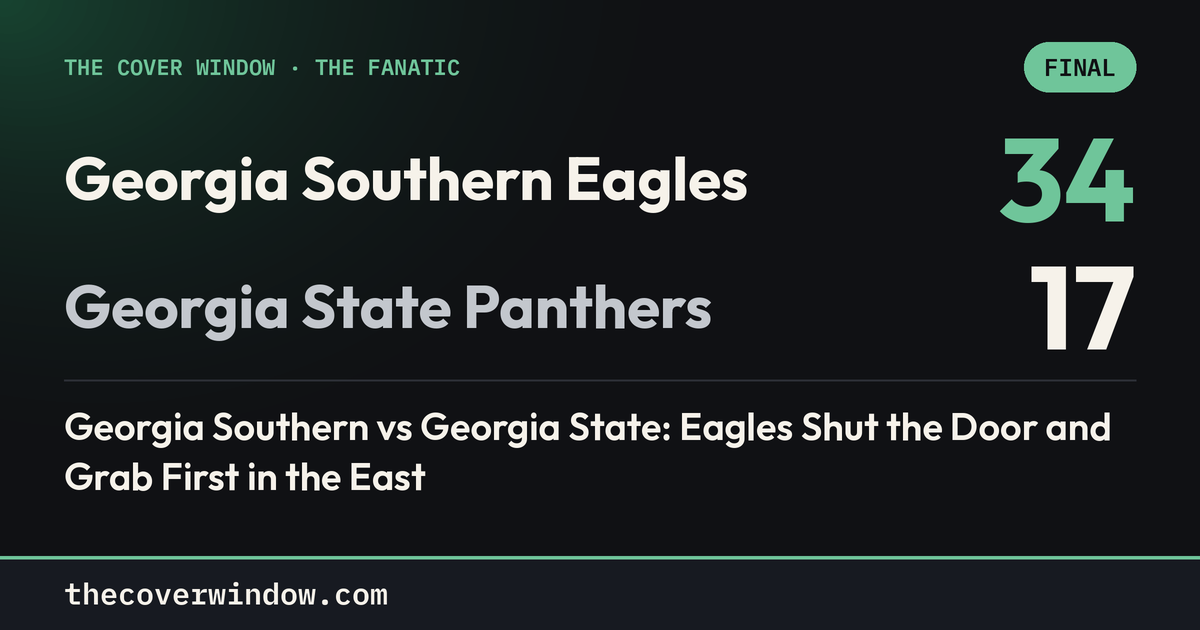 THE COVER WINDOW · THE FANATIC
FINAL
Georgia Southern Eagles
34
Georgia State Panthers
17
Georgia Southern vs Georgia State: Eagles Shut the Door and
Grab First in the East
thecoverwindow.com